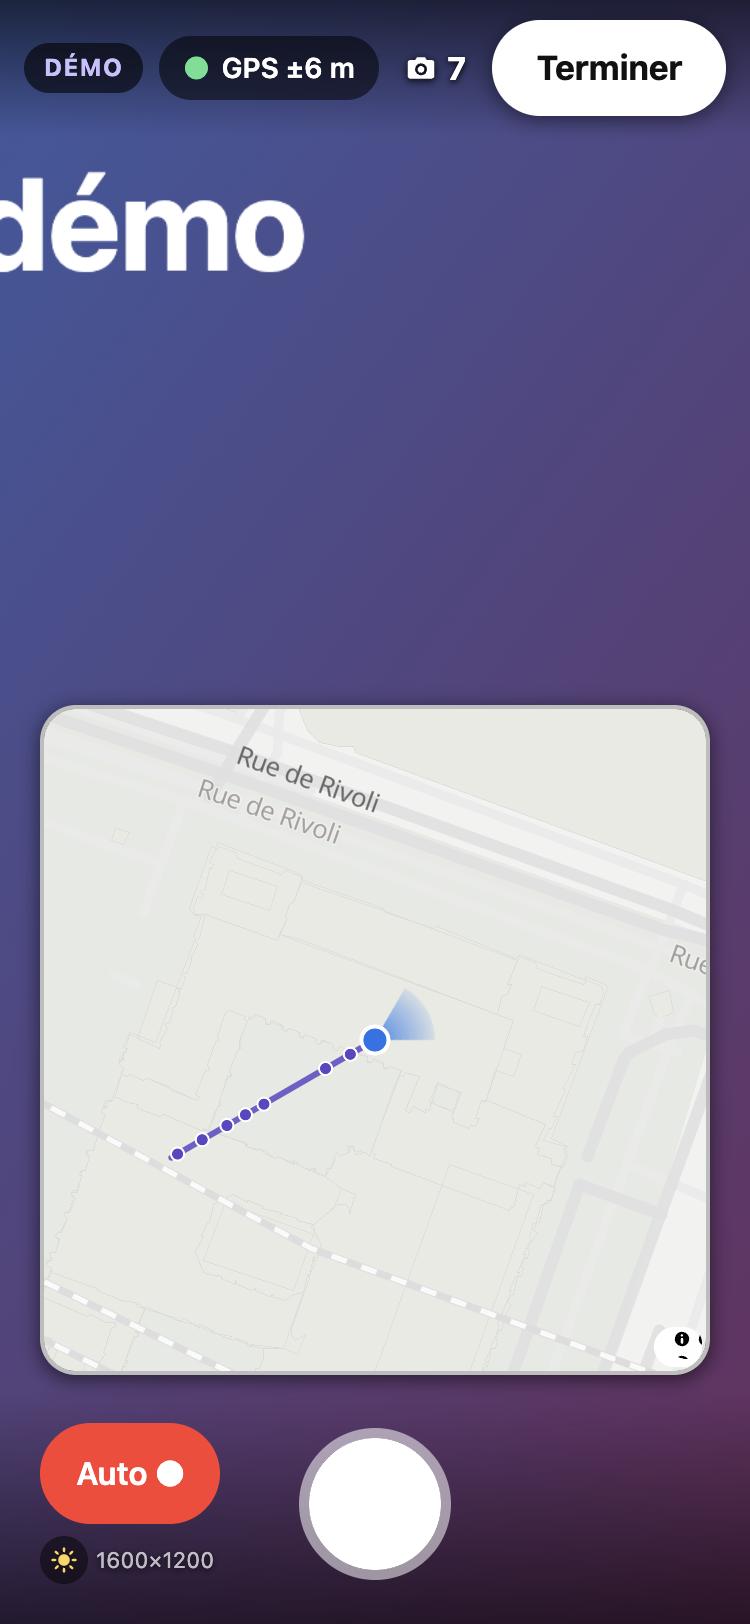 DÉMO
GPS ±6 m
7
Terminer
démo
Rue de Rivoli
Rue de Rivoli
Rue
Auto
1600×1200